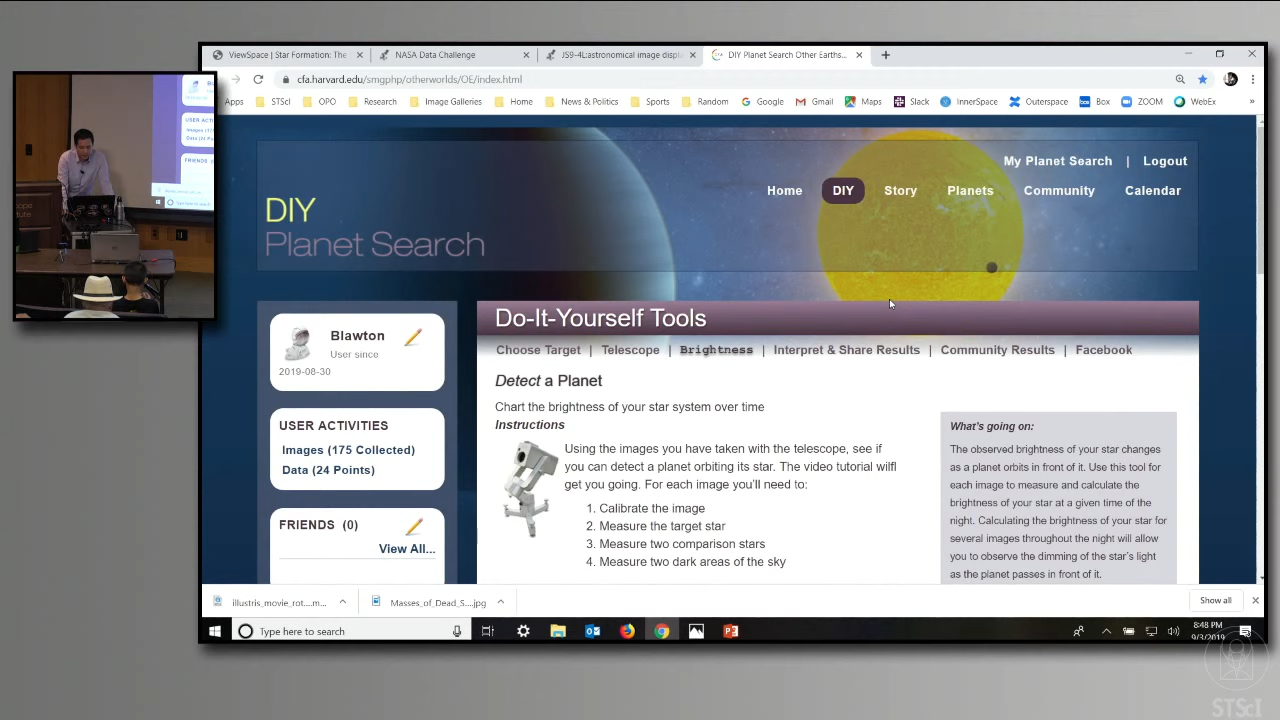 ViewSpace | Star Formation: The
NASA Data Challenge
JS9-4L:astronomical image displ
DIY Planet Search Other Earths...
cfa.harvard.edu/smgphp/otherworlds/OE/index.html
Apps
STScI
OPO
Research
Image Galleries
Home
News & Politics
Sports
Random
Google
Gmail
Maps
Slack
InnerSpace
Outerspace
Box
ZOOM
WebEx
»
My Planet Search | Logout
Home
DIY
Story
Planets
Community
Calendar
DIY
Planet Search
Blawton
User since
2019-08-30
USER ACTIVITIES
Images (175 Collected)
Data (24 Points)
FRIENDS (0)
View All...
Do-It-Yourself Tools
Choose Target | Telescope | Brightness | Interpret & Share Results | Community Results | Facebook
Detect a Planet
Chart the brightness of your star system over time
Instructions
Using the images you have taken with the telescope, see if
you can detect a planet orbiting its star. The video tutorial wilfl
get you going. For each image you'll need to:
1. Calibrate the image
2. Measure the target star
3. Measure two comparison stars
4. Measure two dark areas of the sky
What's going on:
The observed brightness of your star changes
as a planet orbits in front of it. Use this tool for
each image to measure and calculate the
brightness of your star at a given time of the
night. Calculating the brightness of your star for
several images throughout the night will allow
you to observe the dimming of the star's light
as the planet passes in front of it.
illustris_movie_rot....m...
Masses_of_Dead_S....jpg
Show all
Type here to search
8:48 PM
9/3/2019
USER ACTIV
FRIENDS
STScI